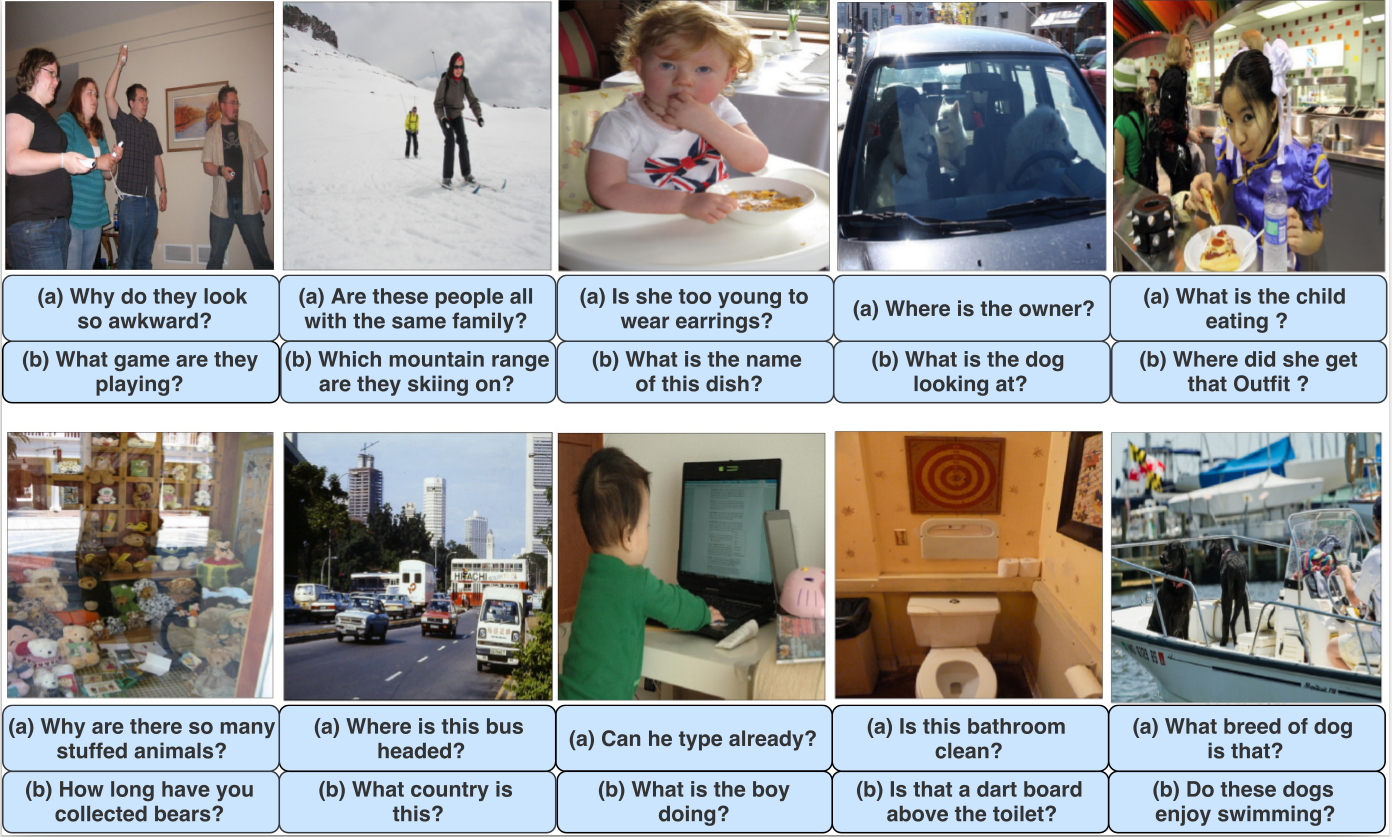 (a) Why do they look
so awkward?
(a) Are these people all
with the same family?
(a) Is she too young to
wear earrings?
(a) Where is the owner?
(a) What is the child
eating ?
(b) What game are they
playing?
(b) Which mountain range
are they skiing on?
(b) What is the name
of this dish?
(b) What is the dog
looking at?
(b) Where did she get
that Outfit ?
HITACHI
(a) Why are there so many
stuffed animals?
(a) Where is this bus
headed?
(a) Can he type already?
(a) Is this bathroom
clean?
(a) What breed of dog
is that?
(b) How long have you
collected bears?
(b) What country is
this?
(b) What is the boy
doing?
(b) Is that a dart board
above the toilet?
(b) Do these dogs
enjoy swimming?